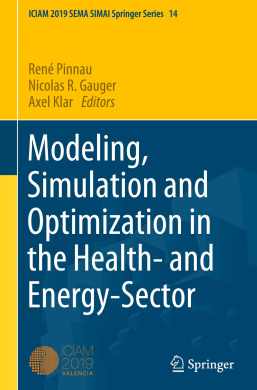 ICIAM 2019 SEMA SIMAI Springer Series 14
René Pinnau
Nicolas R. Gauger
Axel Klar Editors
Modeling,
Simulation and
Optimization in
the Health- and
Energy-Sector
ICIAM
2019
VALENCIA
Springer